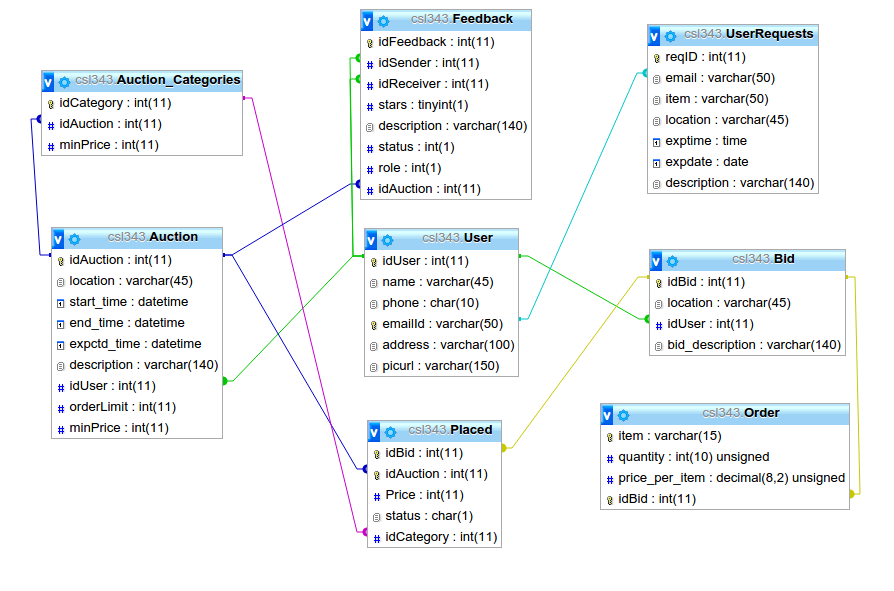 csl343.Feedback
idFeedback : int(11)
idSender : int(11)
idReceiver : int(11)
stars : tinyint(1)
description : varchar(140)
status : int(1)
role : int(1)
idAuction : int(11)
csl343.UserRequests
reqID : int(11)
email : varchar(50)
item : varchar(50)
location : varchar(45)
exptime : time
expdate : date
description : varchar(140)
csl343.Auction_Categories
idCategory : int(11)
idAuction : int(11)
minPrice : int(11)
csl343.Auction
idAuction : int(11)
location : varchar(45)
start_time : datetime
end_time : datetime
expctd_time : datetime
description : varchar(140)
idUser : int(11)
orderLimit : int(11)
minPrice : int(11)
csl343.User
idUser : int(11)
name : varchar(45)
phone : char(10)
emailId : varchar(50)
address : varchar(100)
picurl : varchar(150)
csl343.Bid
idBid : int(11)
location : varchar(45)
idUser : int(11)
bid_description : varchar(140)
csl343.Placed
idBid : int(11)
idAuction : int(11)
Price : int(11)
status : char(1)
idCategory : int(11)
csl343.Order
item : varchar(15)
quantity : int(10) unsigned
price_per_item : decimal(8,2) unsigned
idBid : int(11)